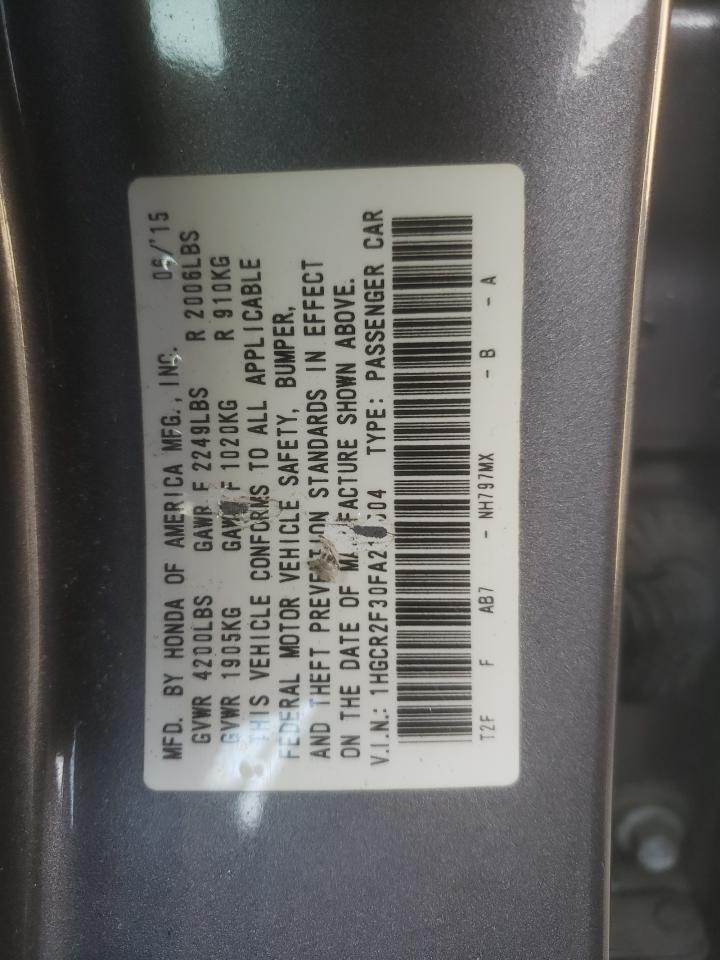 MFD. BY HONDA OF AMERICA MFG., INC. 06/'15
GVWR 4200LBS GAWR F 2249LBS R 2006LBS
GVWR 1905KG F 1020KG R 910KG
THIS VEHICLE CONFORMS TO ALL APPLICABLE
FEDERAL MOTOR VEHICLE SAFETY, BUMPER,
AND THEFT PREVENTION STANDARDS IN EFFECT
ON THE DATE OF SHOWN ABOVE.
V.I.N.: TYPE: PASSENGER CAR
T2F F AB7 - NH797MX - B - A